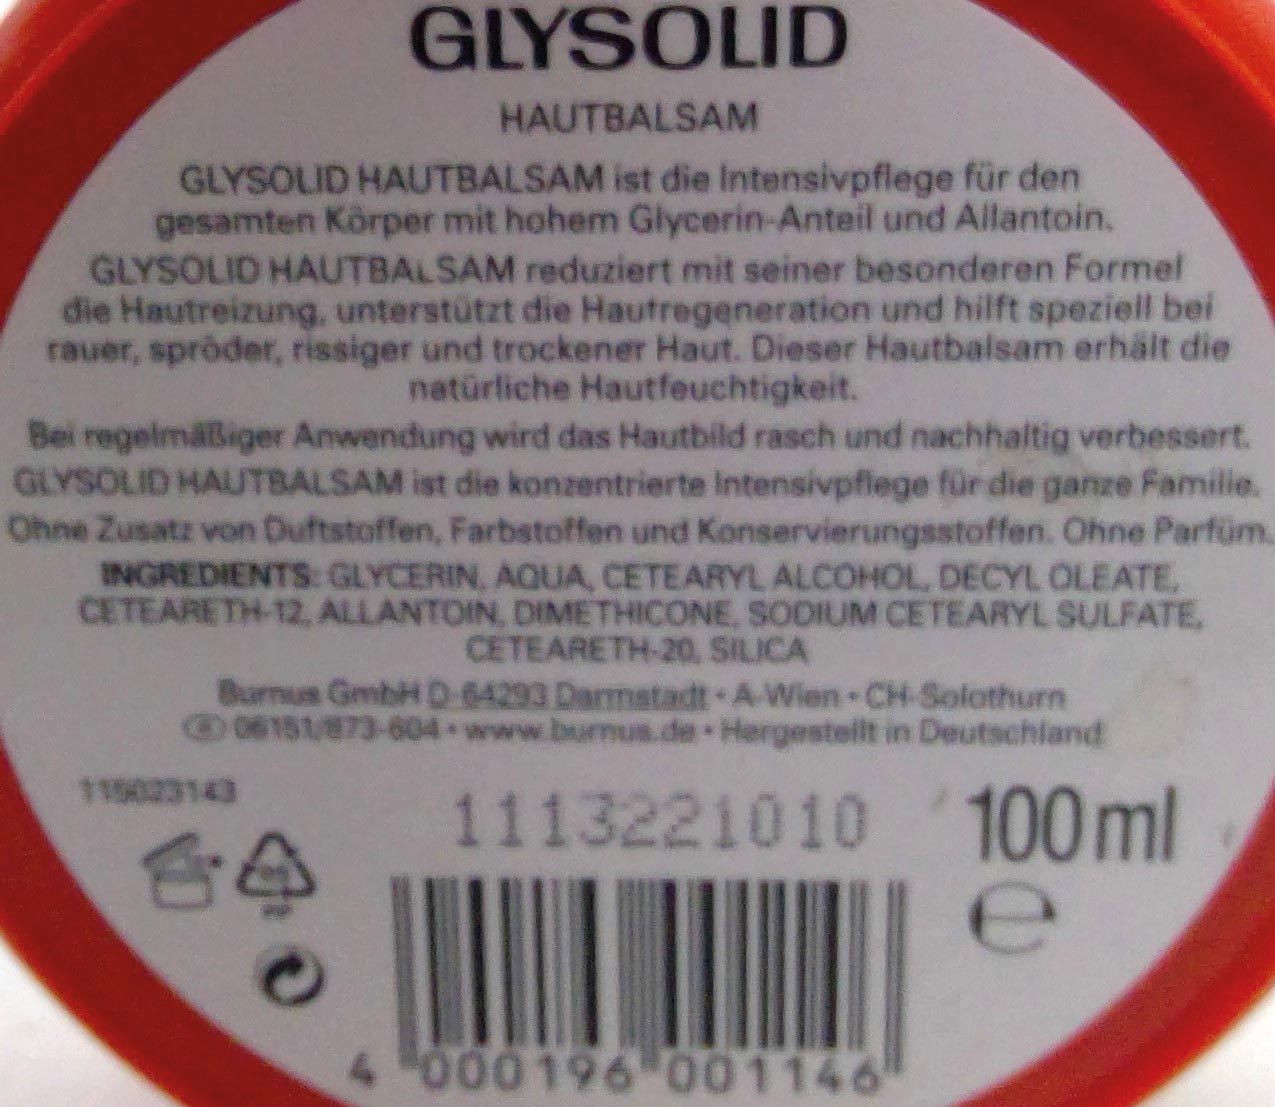 GLYSOLID
HAUTBALSAM
GLYSOLID HAUTBALSAM ist die Intensivpflege für den
gesamten Körper mit hohem Glycerin-Anteil und Allantoin.
GLYSOLID HAUTBALSAM reduziert mit seiner besonderen Formel
die Hautreizung, unterstützt die Hautregeneration und hilft speziell bei
rauer, spröder, rissiger und trockener Haut. Dieser Hautbalsam erhält die
natürliche Hautfeuchtigkeit.
Bei regelmäßiger Anwendung wird das Hautbild rasch und nachhaltig verbessert.
GLYSOLID HAUTBALSAM ist die konzentrierte Intensivpflege für die ganze Familie.
Ohne Zusatz von Duftstoffen, Farbstoffen und Konservierungsstoffen. Ohne Parfüm.
INGREDIENTS: GLYCERIN, AQUA, CETEARYL ALCOHOL, DECYL OLEATE,
CETEARETH-12, ALLANTOIN, DIMETHICONE, SODIUM CETEARYL SULFATE,
CETEARETH-20, SILICA
Burnus GmbH D-64293 Darmstadt • A-Wien • CH-Solothurn
06151/873-604 • www.burnus.de • Hergestellt in Deutschland
115023143
1113221010
100 ml
e
PP
4 000196 001146